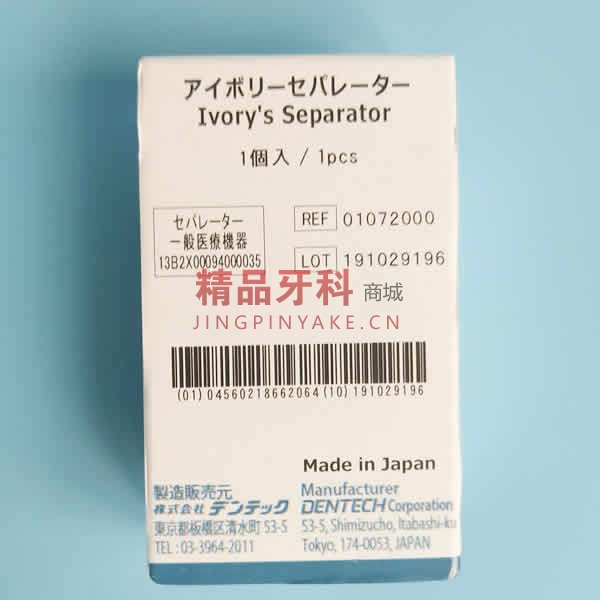 アイボリーセパレーター
Ivory's Separator
1個入 / 1pcs
セパレーター
一般医療機器
13B2X00094000035
REF 01072000
LOT 191029196
精品牙科 商城
JINGPINYAKE.CN
(01)04560218662064(10)191029196
Made in Japan
製造販売元
株式会社 デンテック
東京都板橋区清水町 53-5
TEL : 03-3964-2011
Manufacturer
DENTECH Corporation
53-5, Shimizucho, Itabashi-ku
Tokyo, 174-0053, JAPAN